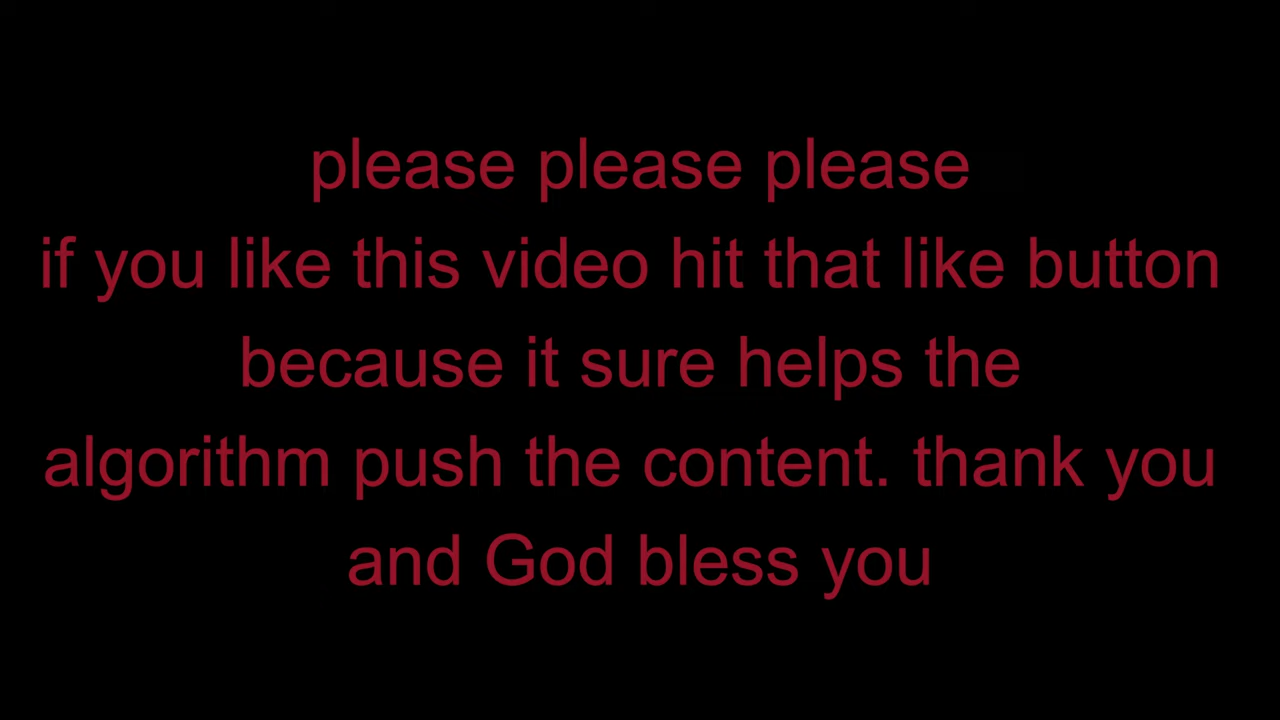 please please please
if you like this video hit that like button
because it sure helps the
algorithm push the content. thank you
and God bless you